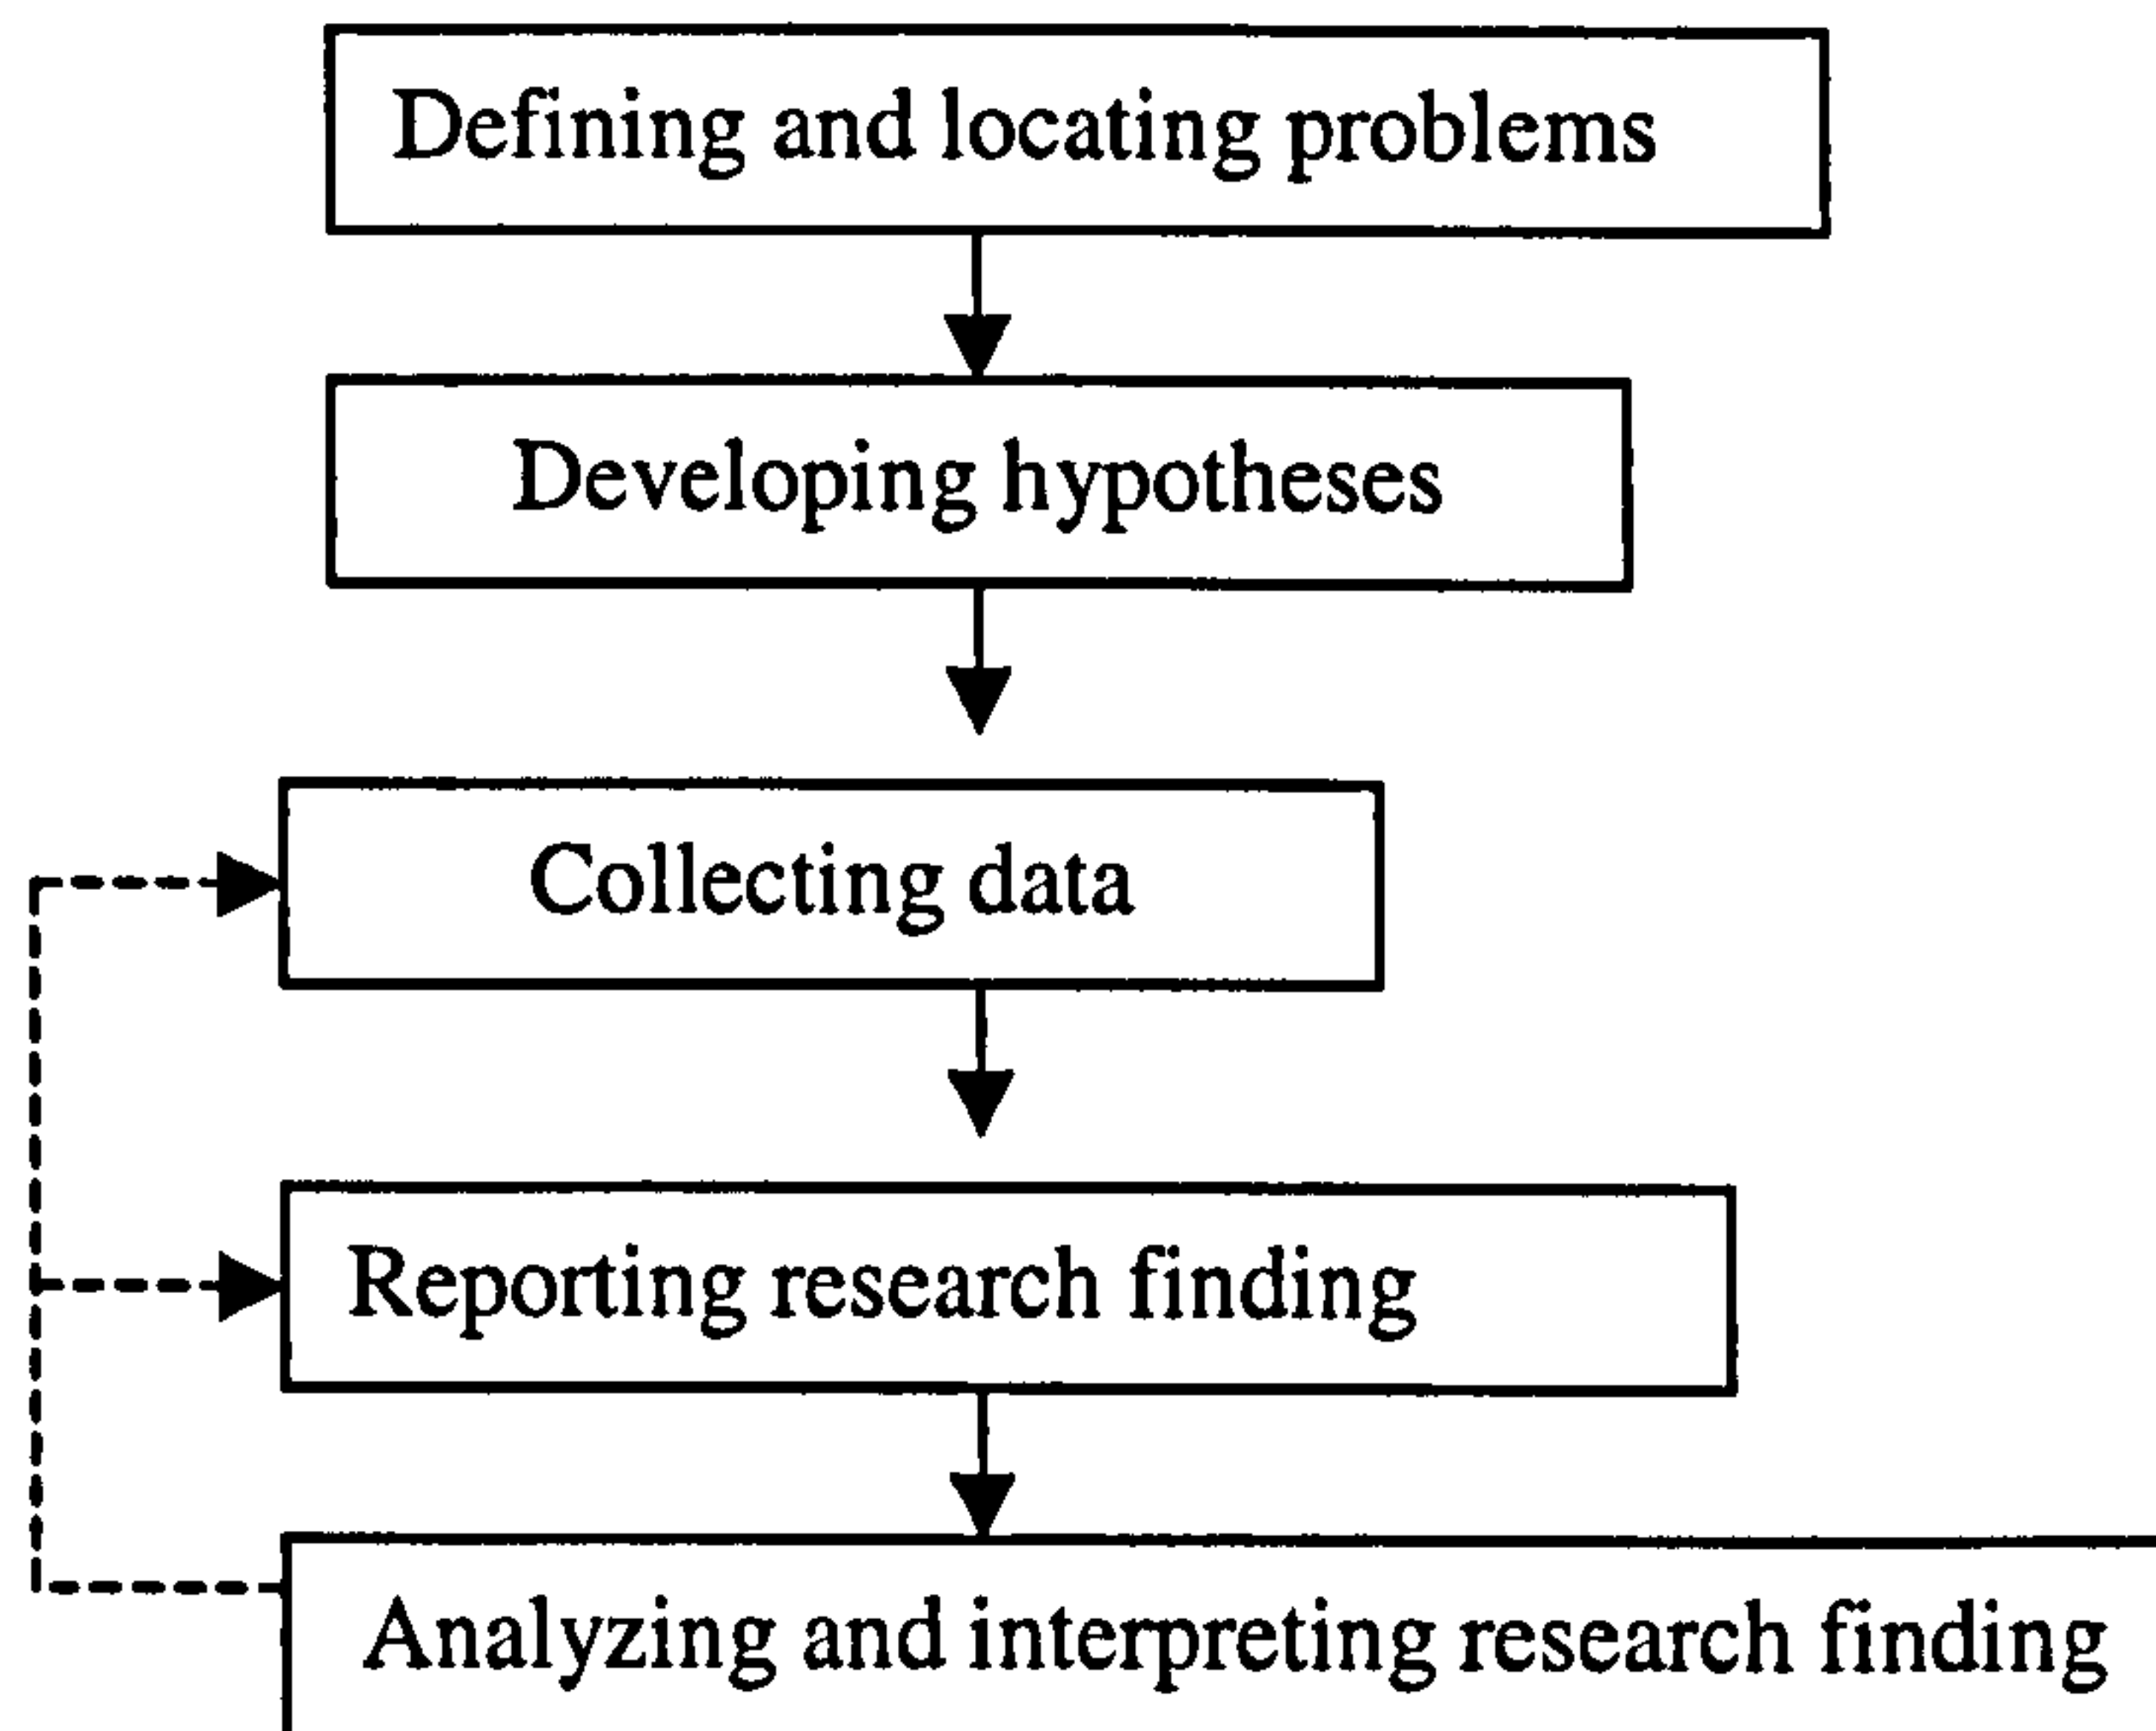 Defining and locating problems
Developing hypotheses
Collecting data
Reporting research finding
Analyzing and interpreting research finding